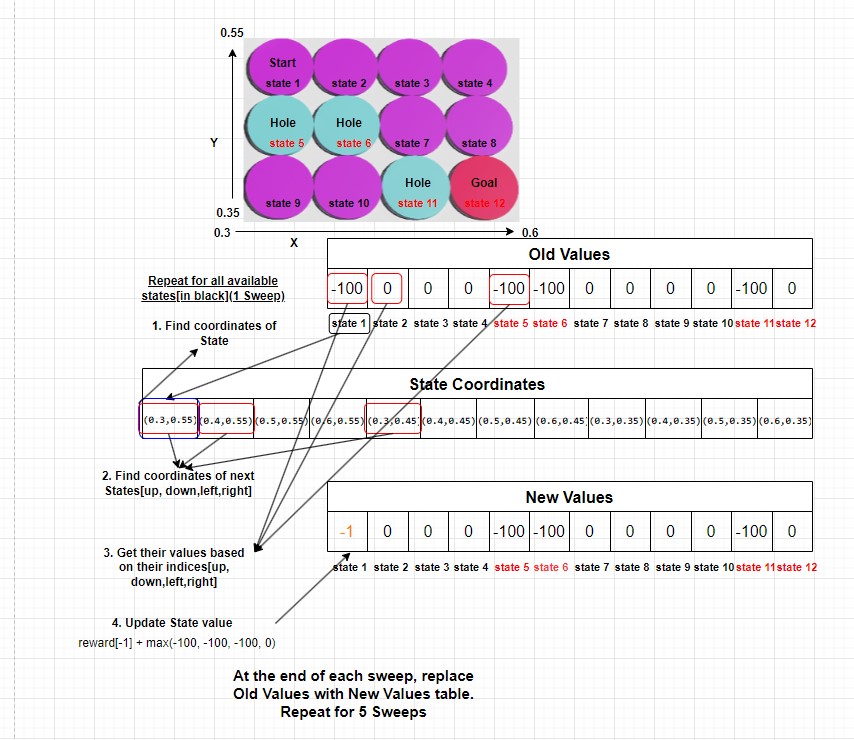 0.55
Start
state 1
state 2
state 3
state 4
Hole
state 5
Hole
state 6
state 7
state 8
Y
state 9
state 10
Hole
state 11
Goal
state 12
0.35
0.3
0.6
X
Old Values
-100 0 0 0 -100 -100 0 0 0 0 -100 0
state 1 state 2 state 3 state 4 state 5 state 6 state 7 state 8 state 9 state 10 state 11 state 12
Repeat for all available
states[in black](1 Sweep)
1. Find coordinates of
State
State Coordinates
(0.3,0.55) (0.4,0.55) (0.5,0.55) (0.6,0.55) (0.3,0.45) (0.4,0.45) (0.5,0.45) (0.6,0.45) (0.3,0.35) (0.4,0.35) (0.5,0.35) (0.6,0.35)
2. Find coordinates of next
States[up, down,left,right]
New Values
-1 0 0 0 -100 -100 0 0 0 0 -100 0
state 1 state 2 state 3 state 4 state 5 state 6 state 7 state 8 state 9 state 10 state 11 state 12
3. Get their values based
on their indices[up,
down,left,right]
4. Update State value
reward[-1] + max(-100, -100, -100, 0)
At the end of each sweep, replace
Old Values with New Values table.
Repeat for 5 Sweeps